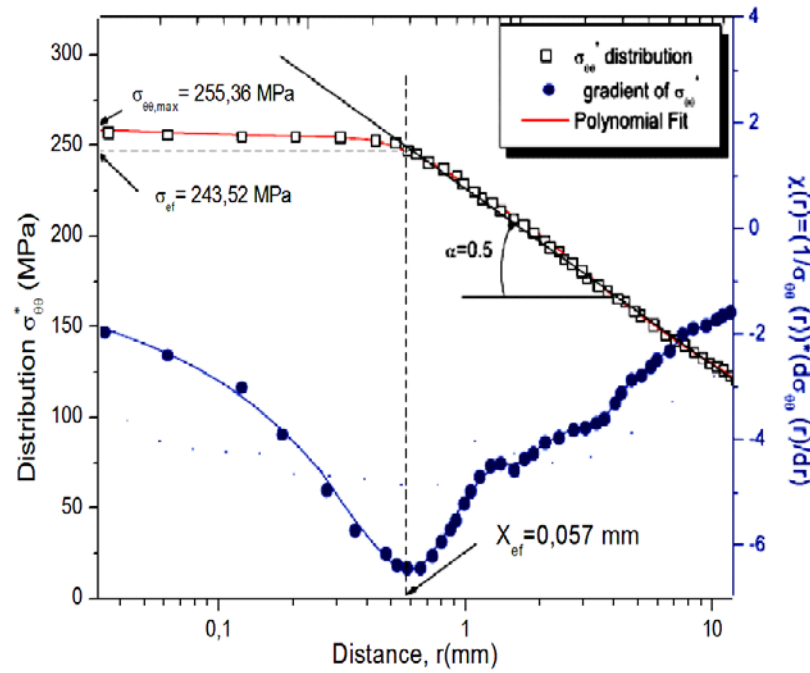 300
250
200
150
100
50
0
Distribution σ*θθ (MPa)
σθθ,max = 255,36 MPa
σef = 243,52 MPa
σθθ* distribution
gradient of σθθ*
Polynomial Fit
α=0.5
Xef=0,057 mm
4
2
0
-2
-4
-6
χ(r)=(1/σθθ (r))*(dσθθ (r)/dr)
0,1
1
10
Distance, r(mm)